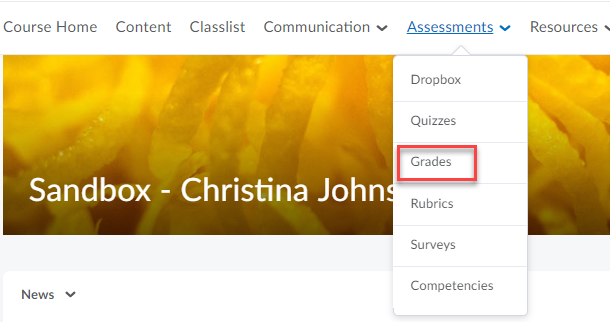 Course Home Content Classlist Communication Assessments Resources
Dropbox
Quizzes
Grades
Rubrics
Surveys
Competencies
Sandbox - Christina Johns
News